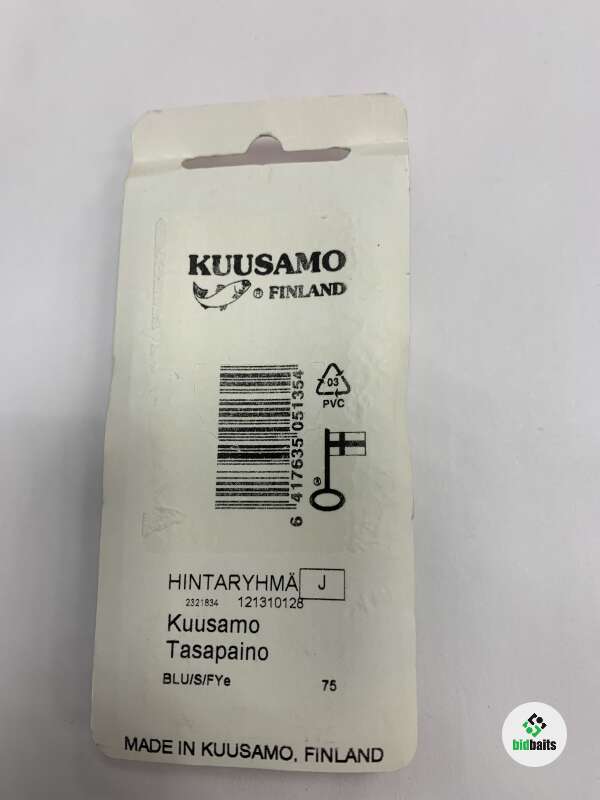 KUUSAMO
® FINLAND
03
PVC
6 417635 051354
®
HINTARYHMÄ J
2321834 121310128
Kuusamo
Tasapaino
BLU/S/FYe 75
MADE IN KUUSAMO, FINLAND
bidbaits